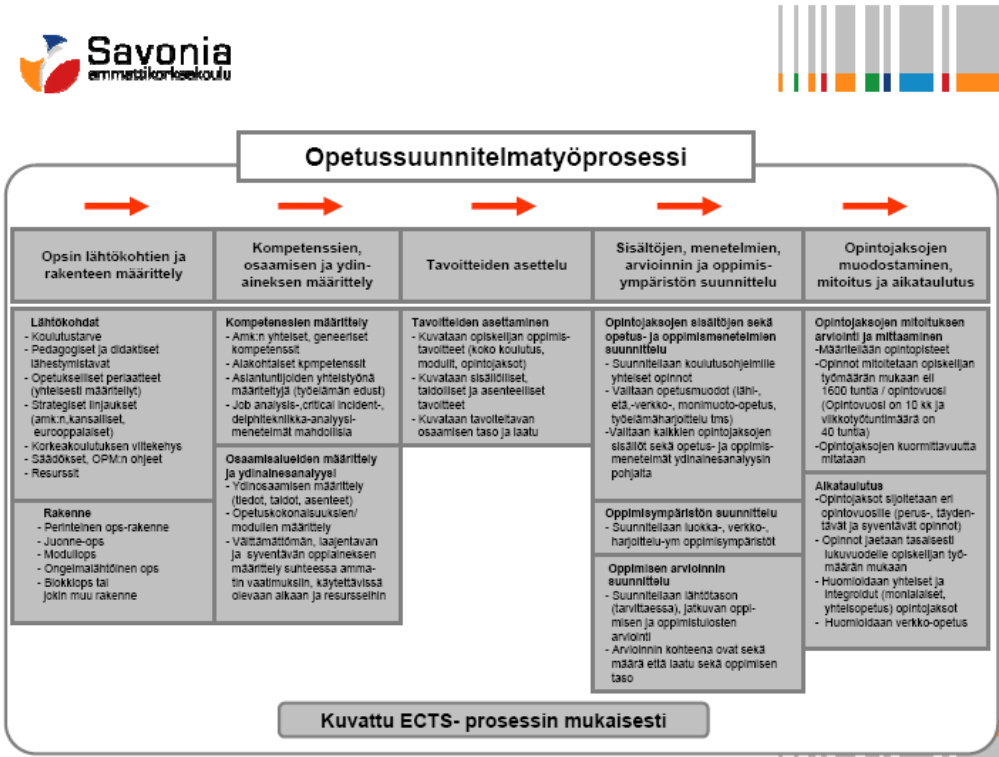 Savonia
ammattikorkeakoulu
Opetussuunnitelmatyöprosessi
Opsin lähtökohtien ja
rakenteen määrittely
Kompetenssien,
osaamisen ja ydin-
aineksen määrittely
Tavoitteiden asettelu
Sisältöjen, menetelmien,
arvioinnin ja oppimis-
ympäristön suunnittelu
Opintojaksojen
muodostaminen,
mitoitus ja aikataulutus
Lähtökohdat
- Koulutustarve
- Pedagogiset ja didaktiset
lähestymistavat
- Opetukselliset periaatteet
(yhteisesti määritellyt)
- Strategiset linjaukset
(amk:n,kansalliset,
eurooppalaiset)
- Korkeakoulutuksen viitekehys
- Säädökset, OPM:n ohjeet
- Resurssit
Rakenne
- Perinteinen ops-rakenne
- Juonne-ops
- Moduliops
- Ongelmalähtöinen ops
- Blokkiops tai
jokin muu rakenne
Kompetenssien määrittely
- Amk:n yhteiset, geneeriset
kompetenssit
- Alakohtaiset kpmpetenssit
- Asiantuntijoiden yhteistyönä
määriteltyjä (työelämän edust)
- Job analysis-,critical incident-,
delphitekniikka-analyysi-
menetelmät mahdollisia
Osaamisalueiden määrittely
ja ydinainesanalyysi
- Ydinosaamisen määrittely
(tiedot, taidot, asenteet)
- Opetuskokonaisuuksien/
modulien määrittely
- Välttämättömän, laajentavan
ja syventävän oppiaineksen
määrittely suhteessa amma-
tin vaatimuksiin, käytettävissä
olevaan aikaan ja resursseihin
Tavoitteiden asettaminen
- Kuvataan opiskelijan oppimis-
tavoitteet (koko koulutus,
modulit, opintojaksot)
- Kuvataan sisällölliset,
taidolliset ja asenteelliset
tavoitteet
- Kuvataan tavoiteltavan
osaamisen taso ja laatu
Opintojaksojen sisältöjen sekä
opetus- ja oppimismenetelmien
suunnittelu
- Suunnitellaan koulutusohjelmille
yhteiset opinnot
- Valitaan opetusmuodot (lähi-,
etä,-verkko-, monimuoto-opetus,
työelämäharjoittelu tms)
-Valitaan kaikkien opintojaksojen
sisällöt sekä opetus- ja oppimis-
menetelmät ydinainesanalyysin
pohjalta
Oppimisympäristön suunnittelu
- Suunnitellaan luokka-, verkko-,
harjoittelu-ym oppimisympäristöt
Oppimisen arvioinnin
suunnittelu
- Suunnitellaan lähtötason
(tarvittaessa), jatkuvan oppi-
misen ja oppimistulosten
arviointi
- Arvioinnin kohteena ovat sekä
määrä että laatu sekä oppimisen
taso
Opintojaksojen mitoituksen
arviointi ja mittaaminen
-Määritellään opintopisteet
- Opinnot mitoitetaan opiskelijan
työmäärän mukaan eli
1600 tuntia / opintovuosi
(Opintovuosi on 10 kk ja
viikkotyötuntimäärä on
40 tuntia)
-Opintojaksojen kuormittavuutta
mitataan
Aikataulutus
-Opintojaksot sijoitetaan eri
opintovuosille (perus-, täyden-
tävät ja syventävät opinnot)
- Opinnot jaetaan tasaisesti
lukuvuodelle opiskelijan työ-
määrän mukaan
- Huomioidaan yhteiset ja
integroidut (monialaiset,
yhteisopetus) opintojaksot
- Huomioidaan verkko-opetus
Kuvattu ECTS- prosessin mukaisesti